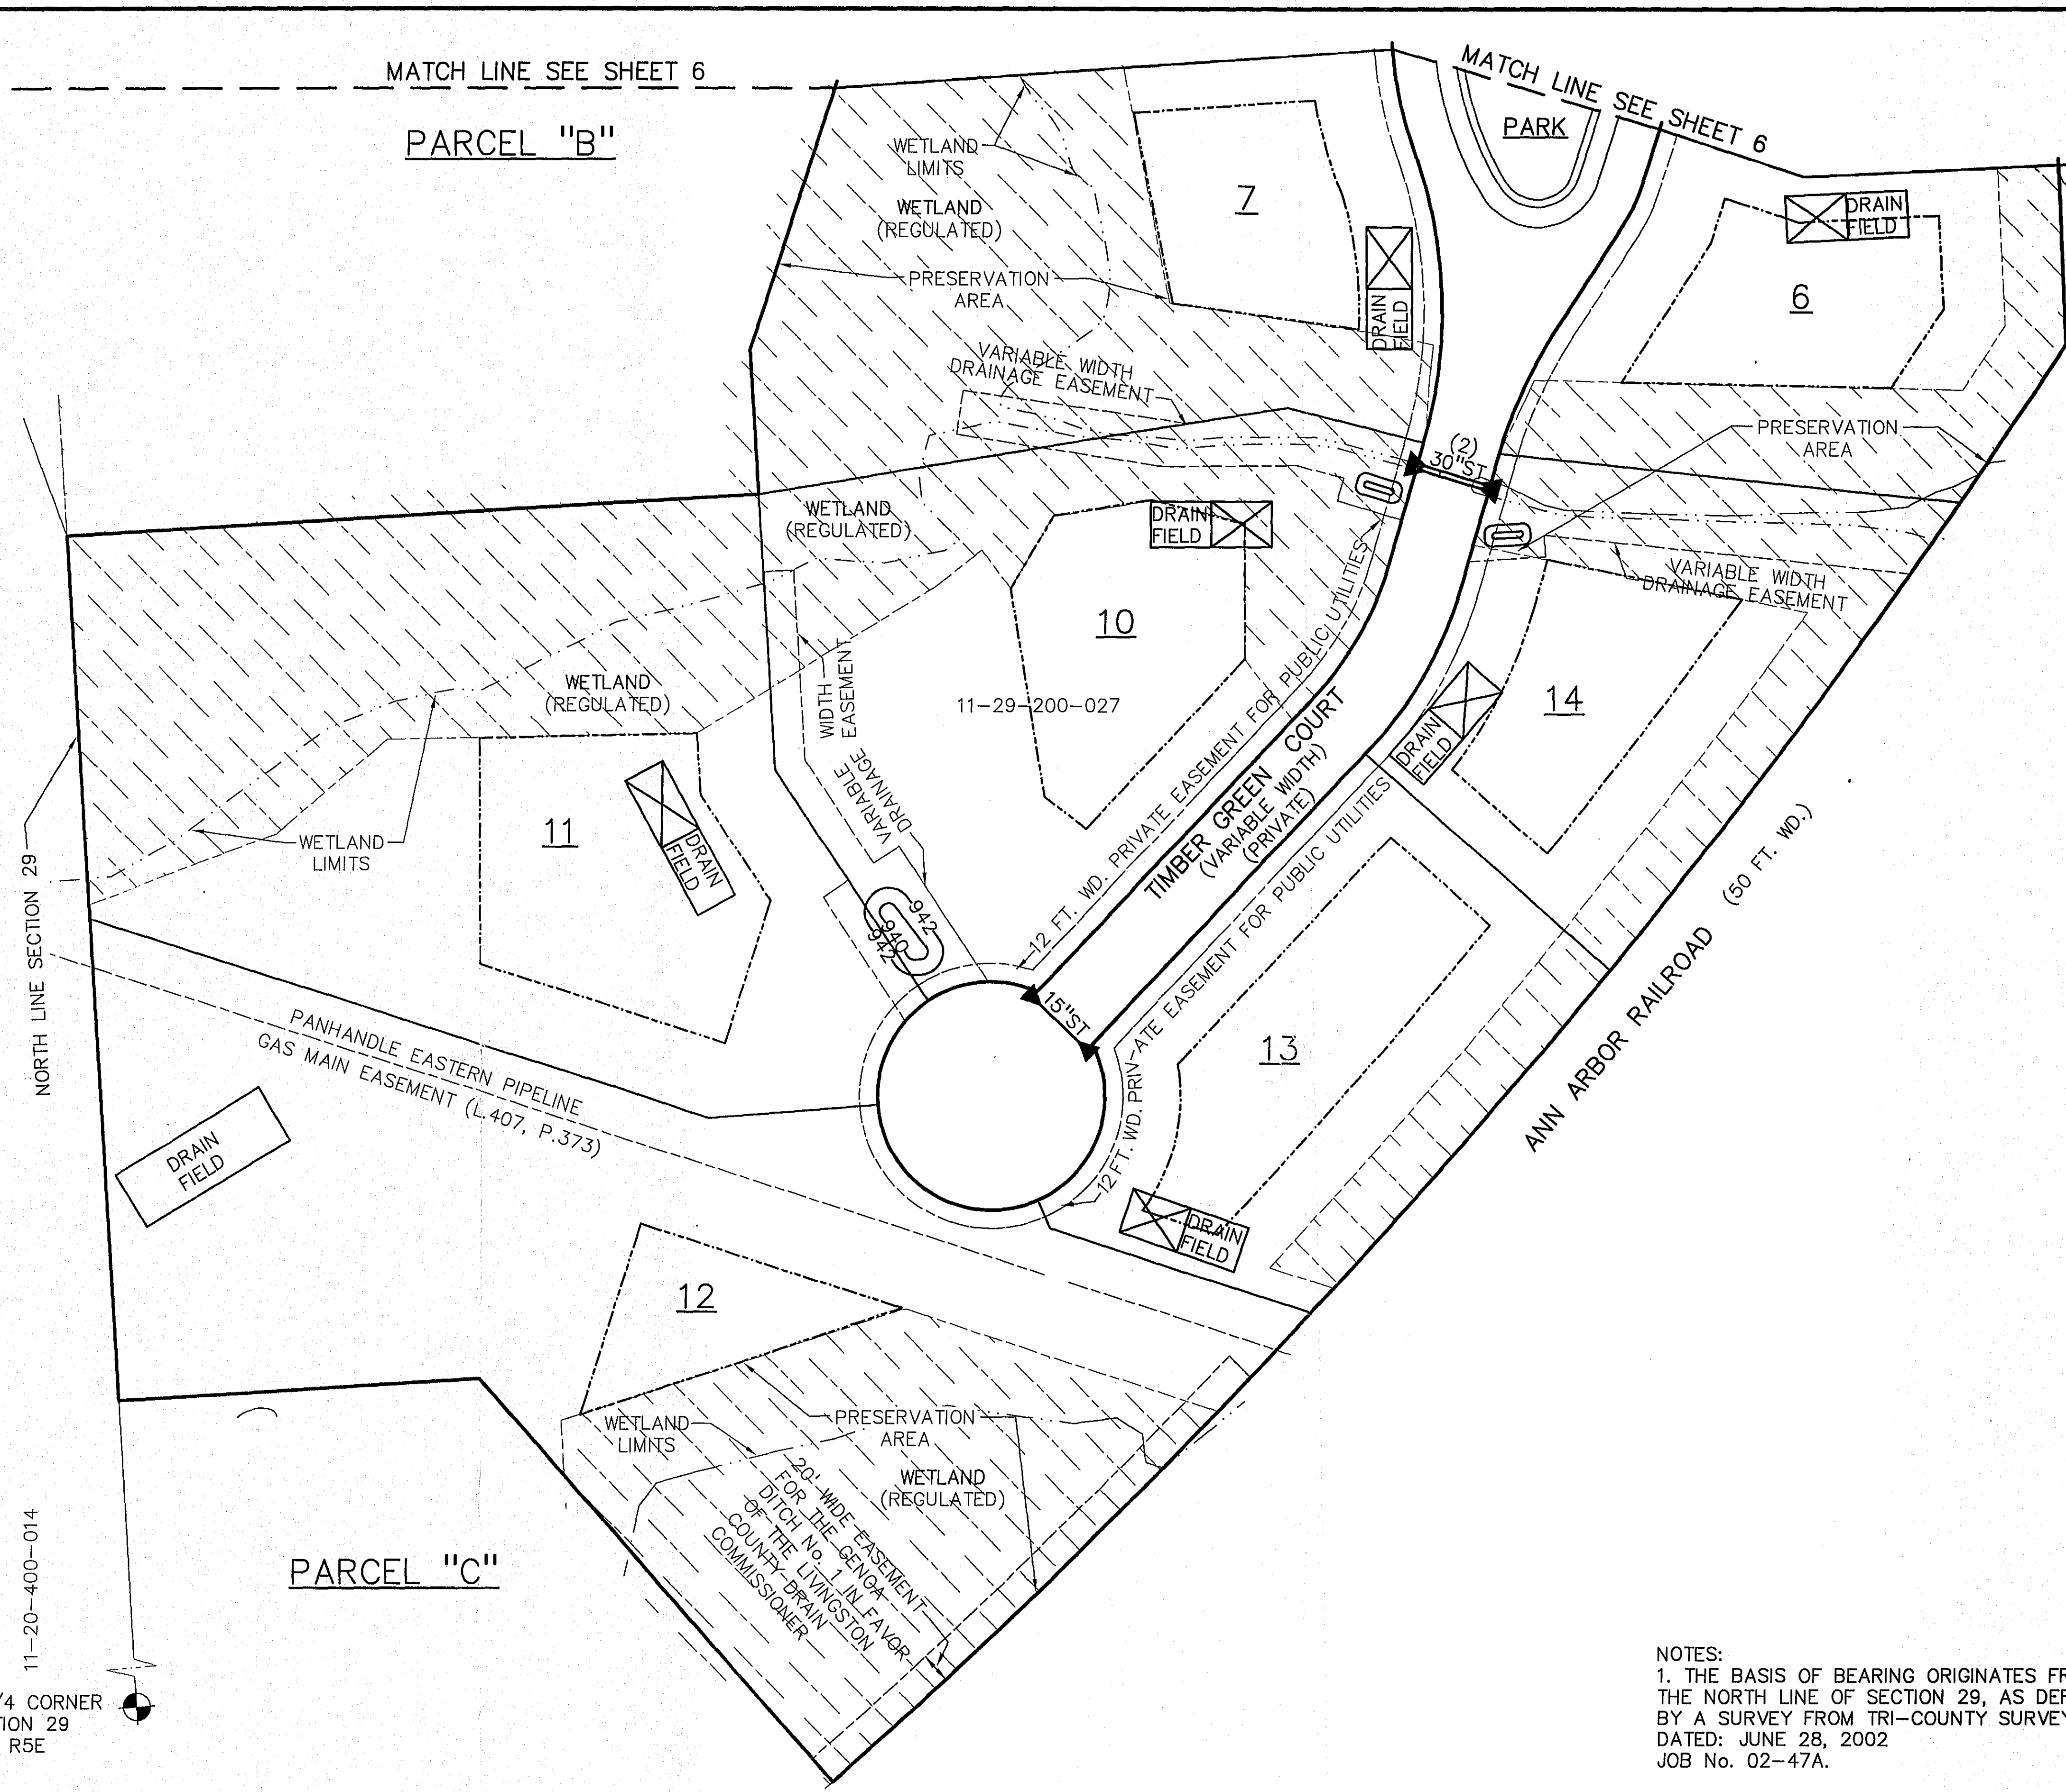 MATCH LINE SEE SHEET 6
PARCEL "B"
MATCH LINE SEE SHEET 6
PARK
WETLAND
LIMITS
WETLAND
(REGULATED)
PRESERVATION
AREA
7
DRAIN
FIELD
DRAIN
FIELD
6
VARIABLE WIDTH
DRAINAGE EASEMENT
(2)
30"ST
PRESERVATION
AREA
WETLAND
(REGULATED)
DRAIN
FIELD
10
11-29-200-027
VARIABLE WIDTH
DRAINAGE EASEMENT
VARIABLE WIDTH
DRAINAGE EASEMENT
14
DRAIN
FIELD
WETLAND
(REGULATED)
WETLAND
LIMITS
11
DRAIN
FIELD
942
940
942
12 FT. WD. PRIVATE EASEMENT FOR PUBLIC UTILITIES
TIMBER GREEN COURT
(VARIABLE WIDTH)
(PRIVATE)
12 FT. WD. PRIV-ATE EASEMENT FOR PUBLIC UTILITIES
15"ST
13
DRAIN
FIELD
ANN ARBOR RAILROAD (50 FT. WD.)
NORTH LINE SECTION 29
PANHANDLE EASTERN PIPELINE
GAS MAIN EASEMENT (L.407, P.373)
DRAIN
FIELD
12
WETLAND
LIMITS
PRESERVATION
AREA
WETLAND
(REGULATED)
20' WIDE EASEMENT
FOR THE GENOA
DITCH No. 1 IN FAVOR
OF THE LIVINGSTON
COUNTY DRAIN
COMMISSIONER
PARCEL "C"
11-20-400-014
/4 CORNER
TION 29
R5E
NOTES:
1. THE BASIS OF BEARING ORIGINATES FR
THE NORTH LINE OF SECTION 29, AS DEF
BY A SURVEY FROM TRI-COUNTY SURVEY
DATED: JUNE 28, 2002
JOB No. 02-47A.